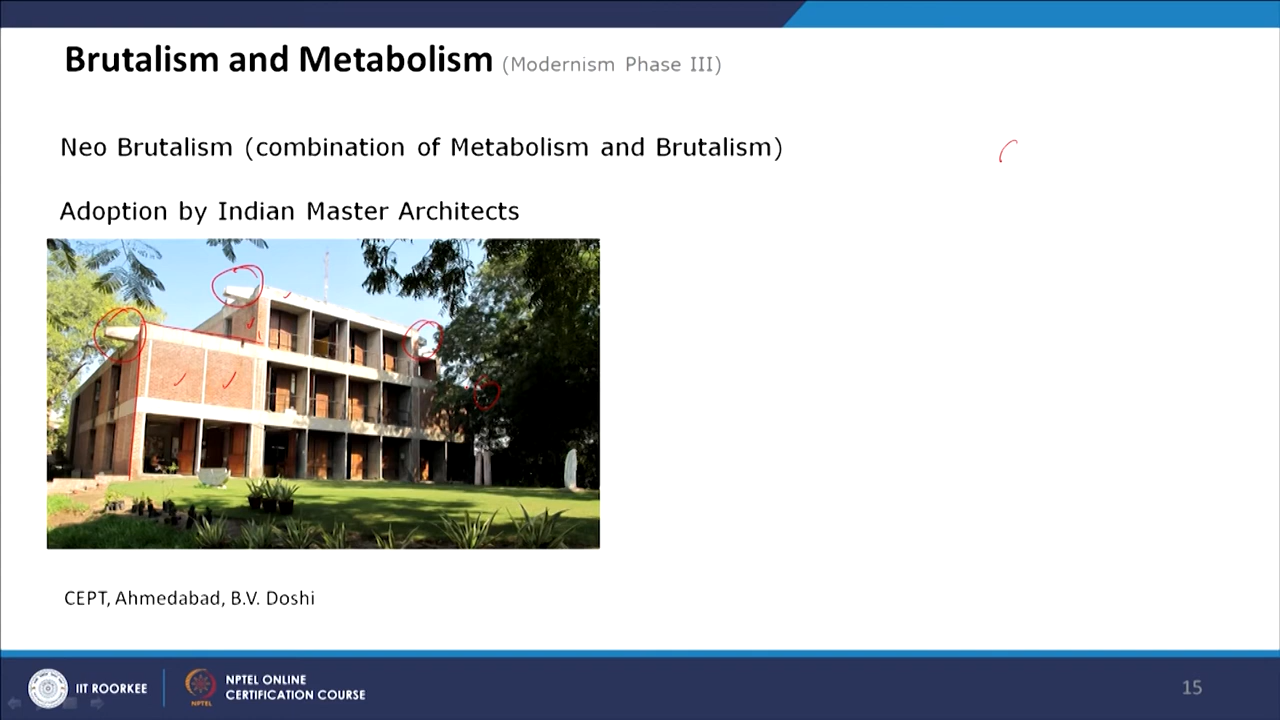 Brutalism and Metabolism (Modernism Phase III)
Neo Brutalism (combination of Metabolism and Brutalism)
Adoption by Indian Master Architects
CEPT, Ahmedabad, B.V. Doshi
IIT ROORKEE
NPTEL
NPTEL ONLINE
CERTIFICATION COURSE
15